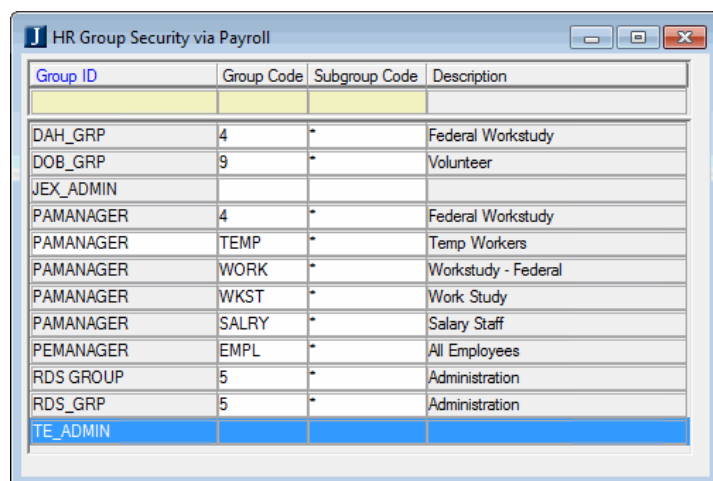 J HR Group Security via Payroll
Group ID Group Code Subgroup Code Description
DAH_GRP 4 * Federal Workstudy
DOB_GRP 9 * Volunteer
JEX_ADMIN
PAMANAGER 4 * Federal Workstudy
PAMANAGER TEMP * Temp Workers
PAMANAGER WORK * Workstudy - Federal
PAMANAGER WKST * Work Study
PAMANAGER SALRY * Salary Staff
PEMANAGER EMPL * All Employees
RDS GROUP 5 * Administration
RDS_GRP 5 * Administration
TE_ADMIN